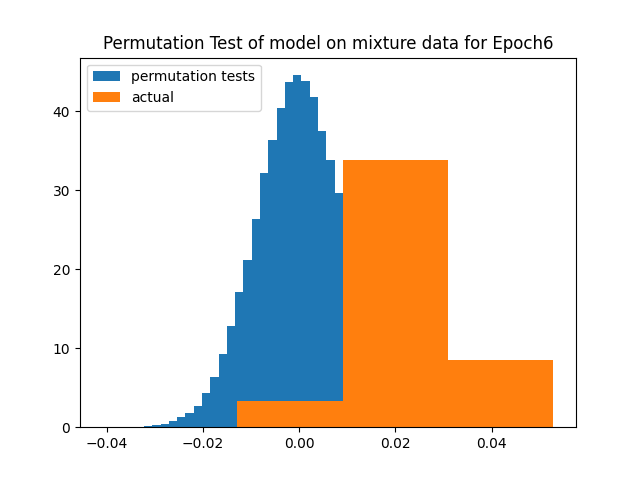 Permutation Test of model on mixture data for Epoch6
permutation tests
actual
40
30
20
10
0
−0.04 −0.02 0.00 0.02 0.04